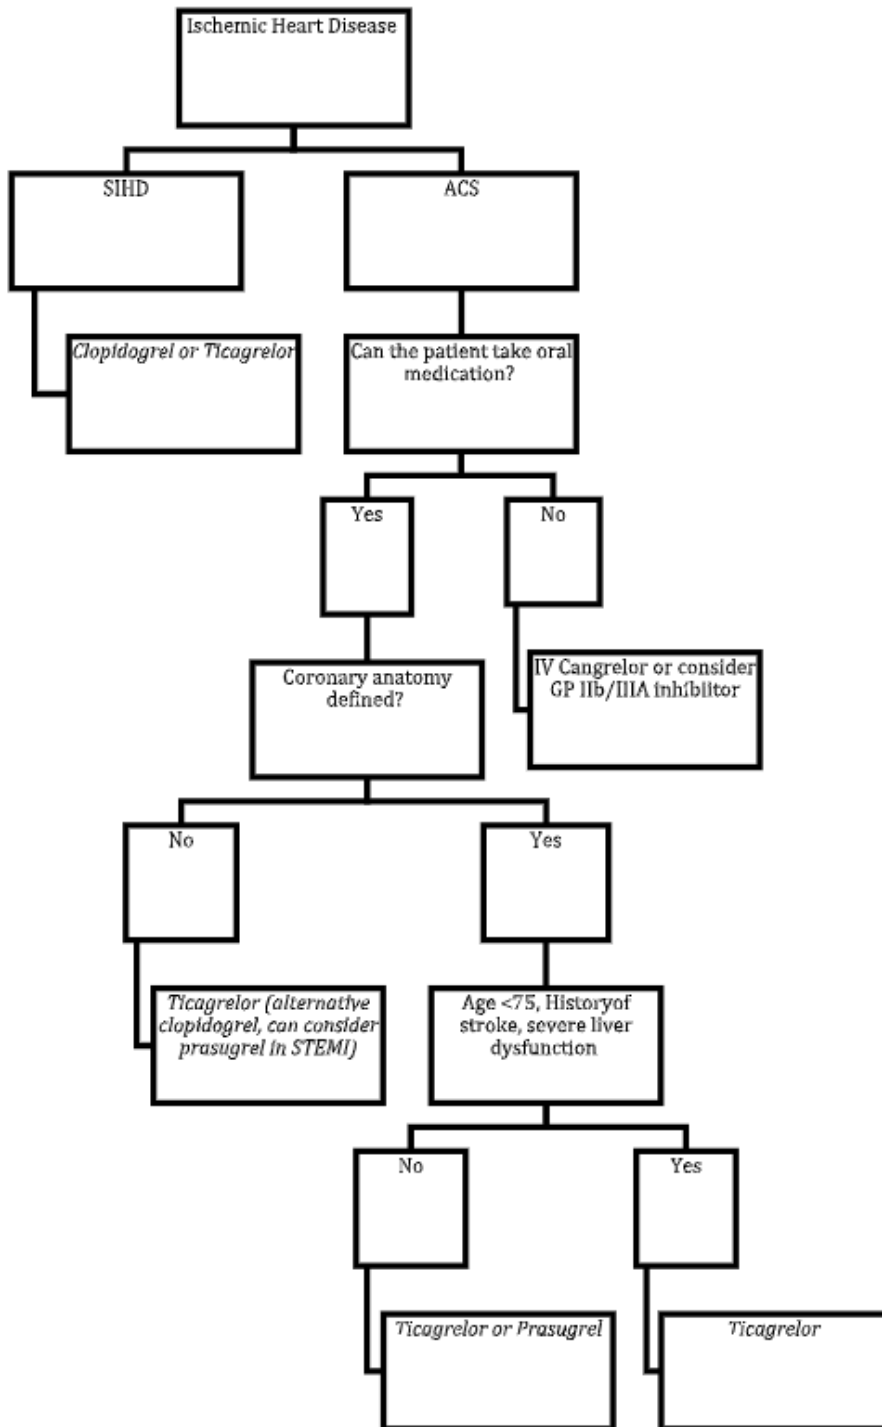 Ischemic Heart Disease
SIHD
ACS
Clopidogrel or Ticagrelor
Can the patient take oral
medication?
Yes
No
IV Cangrelor or consider
GP IIb/IIIA inhibiitor
Coronary anatomy
defined?
No
Yes
Ticagrelor (alternative
clopidogrel, can consider
prasugrel in STEMI)
Age <75, Historyof
stroke, severe liver
dysfunction
No
Yes
Ticagrelor or Prasugrel
Ticagrelor